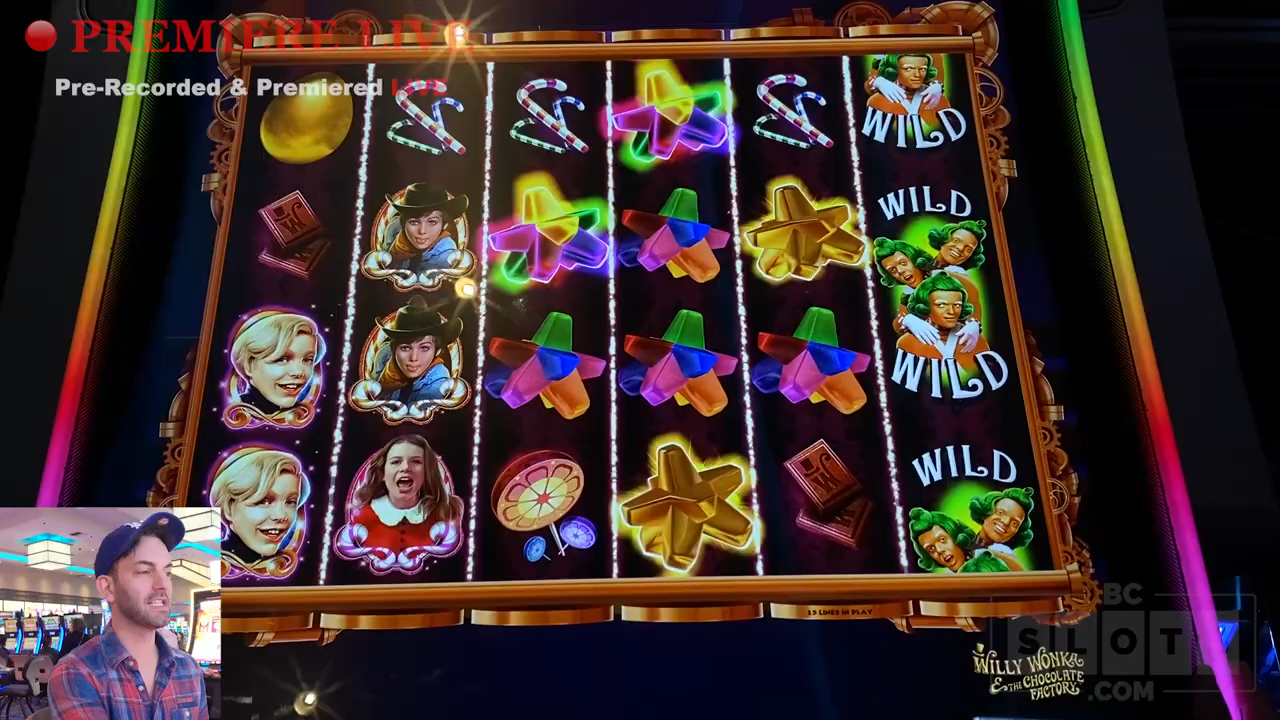 PREMIERE LIVE
Pre-Recorded & Premiered LIVE
WILD
WILD
WILD
WILD
25 LINES IN PLAY
BC
SLOT
.COM
WILLY WONKA
& THE CHOCOLATE
FACTORY